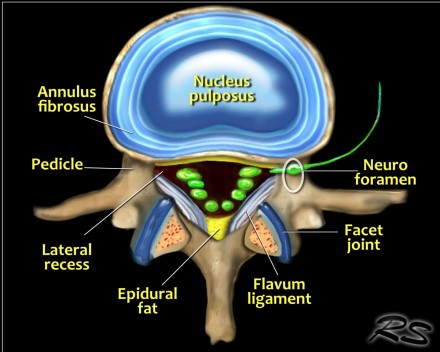 Nucleus
pulposus
Annulus
fibrosus
Pedicle
Neuro
foramen
Lateral
recess
Facet
joint
Epidural
fat
Flavum
ligament
RS